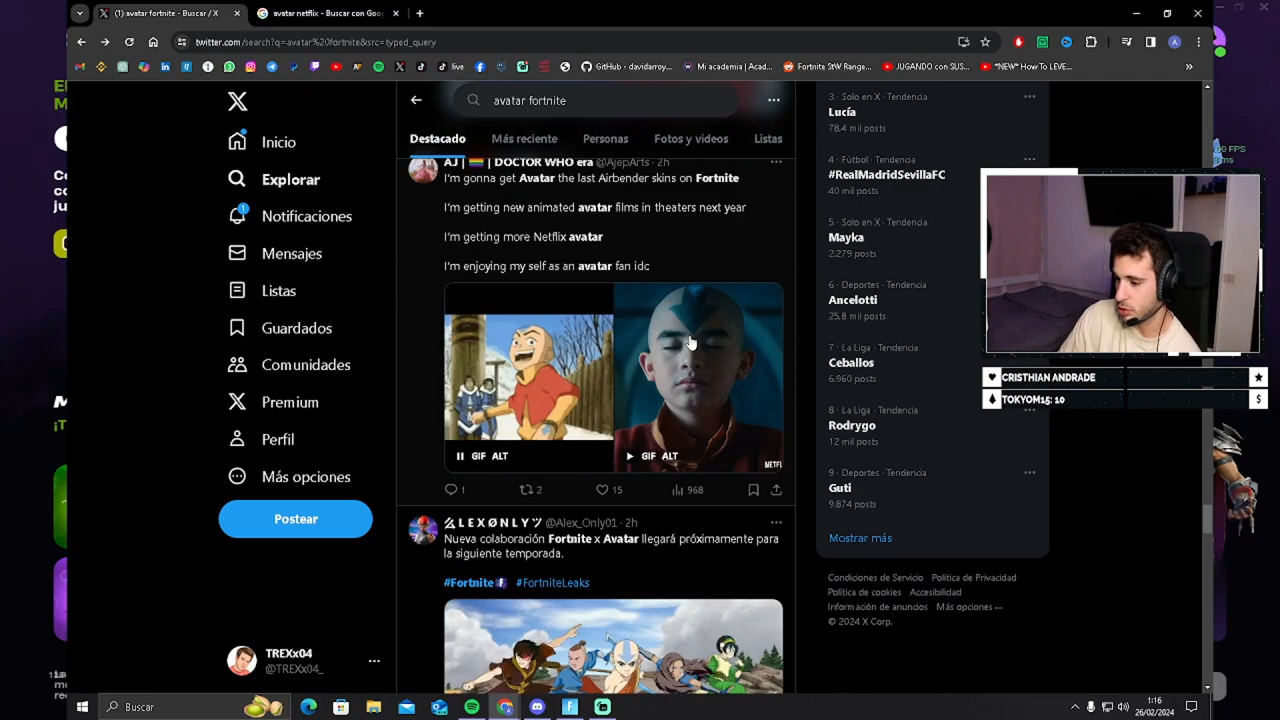 (1) avatar fortnite - Buscar / X
avatar netflix - Buscar con Goo
twitter.com/search?q=avatar%20fortnite&src=typed_query
GitHub - davidarroy...
Mi academia | Acad...
Fortnite StW Range...
JUGANDO con SUS...
*NEW* How To LEVE...
live
avatar fortnite
Destacado
Más reciente
Personas
Fotos y videos
Listas
Inicio
Explorar
Notificaciones
1
Mensajes
Listas
Guardados
Comunidades
Premium
Perfil
Más opciones
Postear
TREXx04
@TREXx04_
AJ | DOCTOR WHO era @AjepArts · 2h
I'm gonna get Avatar the last Airbender skins on Fortnite
I'm getting new animated avatar films in theaters next year
I'm getting more Netflix avatar
I'm enjoying my self as an avatar fan idc
GIF ALT
GIF ALT
NETFL
1
2
15
968
LEXØNLYツ @Alex_Only01 · 2h
Nueva colaboración Fortnite x Avatar llegará próximamente para
la siguiente temporada.
#Fortnite #FortniteLeaks
3 · Solo en X · Tendencia
Lucía
78.4 mil posts
4 · Fútbol · Tendencia
#RealMadridSevillaFC
40 mil posts
5 · Solo en X · Tendencia
Mayka
2.279 posts
6 · Deportes · Tendencia
Ancelotti
25.8 mil posts
7 · La Liga · Tendencia
Ceballos
6.960 posts
8 · La Liga · Tendencia
Rodrygo
12 mil posts
9 · Deportes · Tendencia
Guti
9.874 posts
Mostrar más
Condiciones de Servicio Política de Privacidad
Política de cookies Accesibilidad
Información de anuncios Más opciones ···
© 2024 X Corp.
CRISTHIAN ANDRADE
TOKYOM15: 10
$
Buscar
1:16
26/02/2024